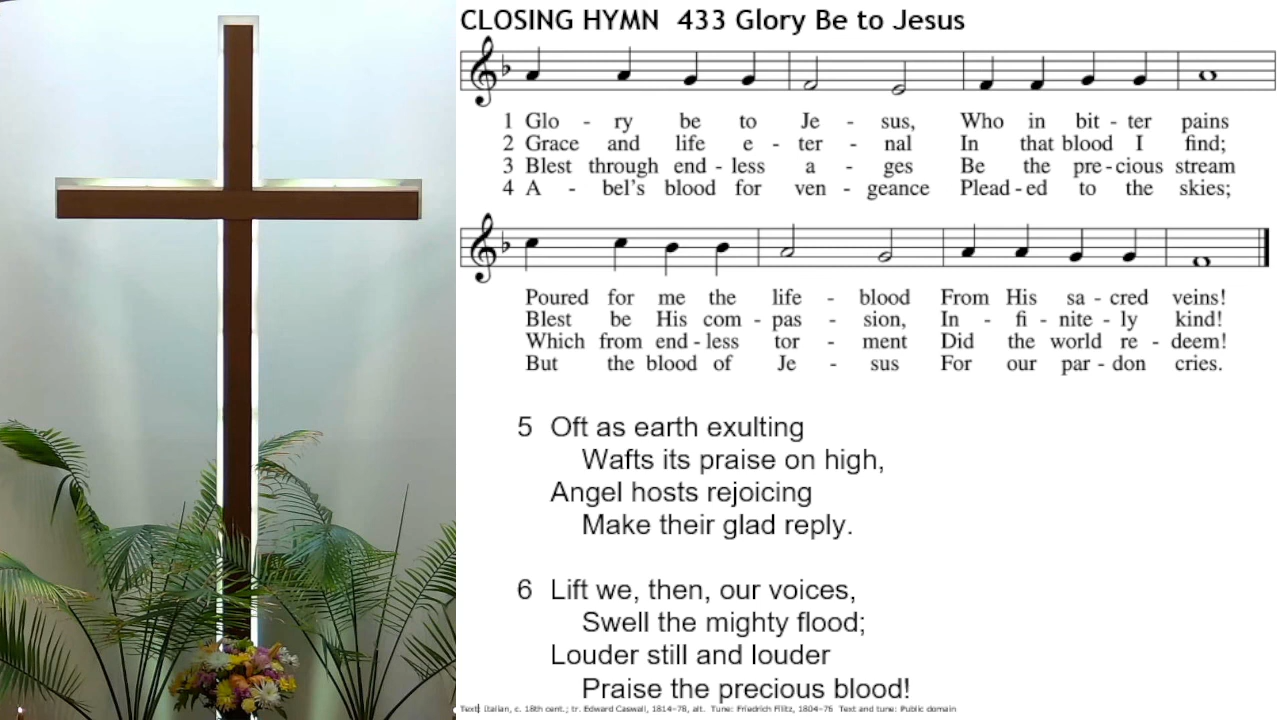 CLOSING HYMN 433 Glory Be to Jesus
1 Glo - ry be to Je - sus, Who in bit - ter pains
2 Grace and life e - ter - nal In that blood I find;
3 Blest through end - less a - ges Be the pre - cious stream
4 A - bel's blood for ven - geance Plead - ed to the skies;
Poured for me the life - blood From His sa - cred veins!
Blest be His com - pas - sion, In - fi - nite - ly kind!
Which from end - less tor - ment Did the world re - deem!
But the blood of Je - sus For our par - don cries.
5 Oft as earth exulting
Wafts its praise on high,
Angel hosts rejoicing
Make their glad reply.
6 Lift we, then, our voices,
Swell the mighty flood;
Louder still and louder
Praise the precious blood!
Text: Italian, c. 18th cent.; tr. Edward Caswall, 1814–78, alt. Tune: Friedrich Filitz, 1804–76 Text and tune: Public domain